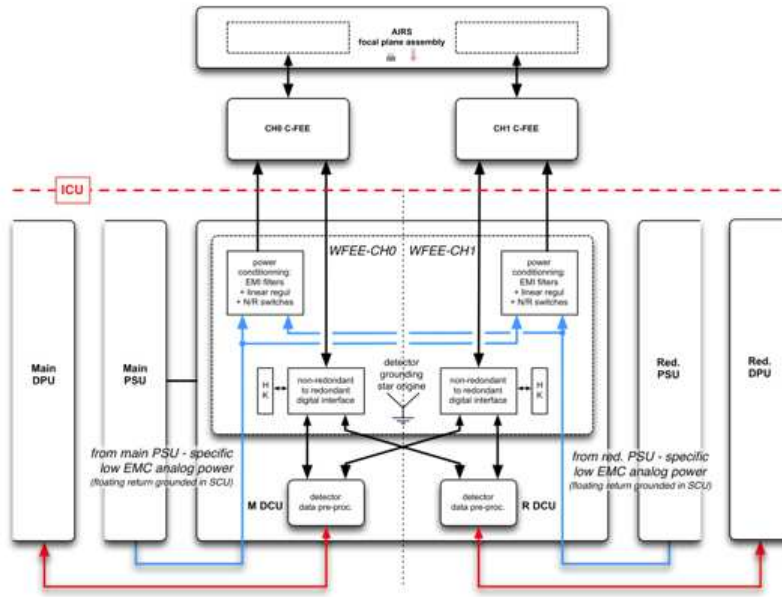 AIRS
focal plane assembly
CH0 C-FEE
CH1 C-FEE
ICU
WFEE-CH0
WFEE-CH1
power
conditionning:
EMI filters
+ linear regul
+ N/R switches
power
conditionning:
EMI filters
+ linear regul
+ N/R switches
Main
DPU
Main
PSU
Red.
PSU
Red.
DPU
detector
grounding
star origine
H
K
non-redondant
to redondant
digital interface
non-redondant
to redondant
digital interface
H
K
from main PSU - specific
low EMC analog power
(floating return grounded in SCU)
from red. PSU - specific
low EMC analog power
(floating return grounded in SCU)
M DCU
detector
data pre-proc.
detector
data pre-proc.
R DCU